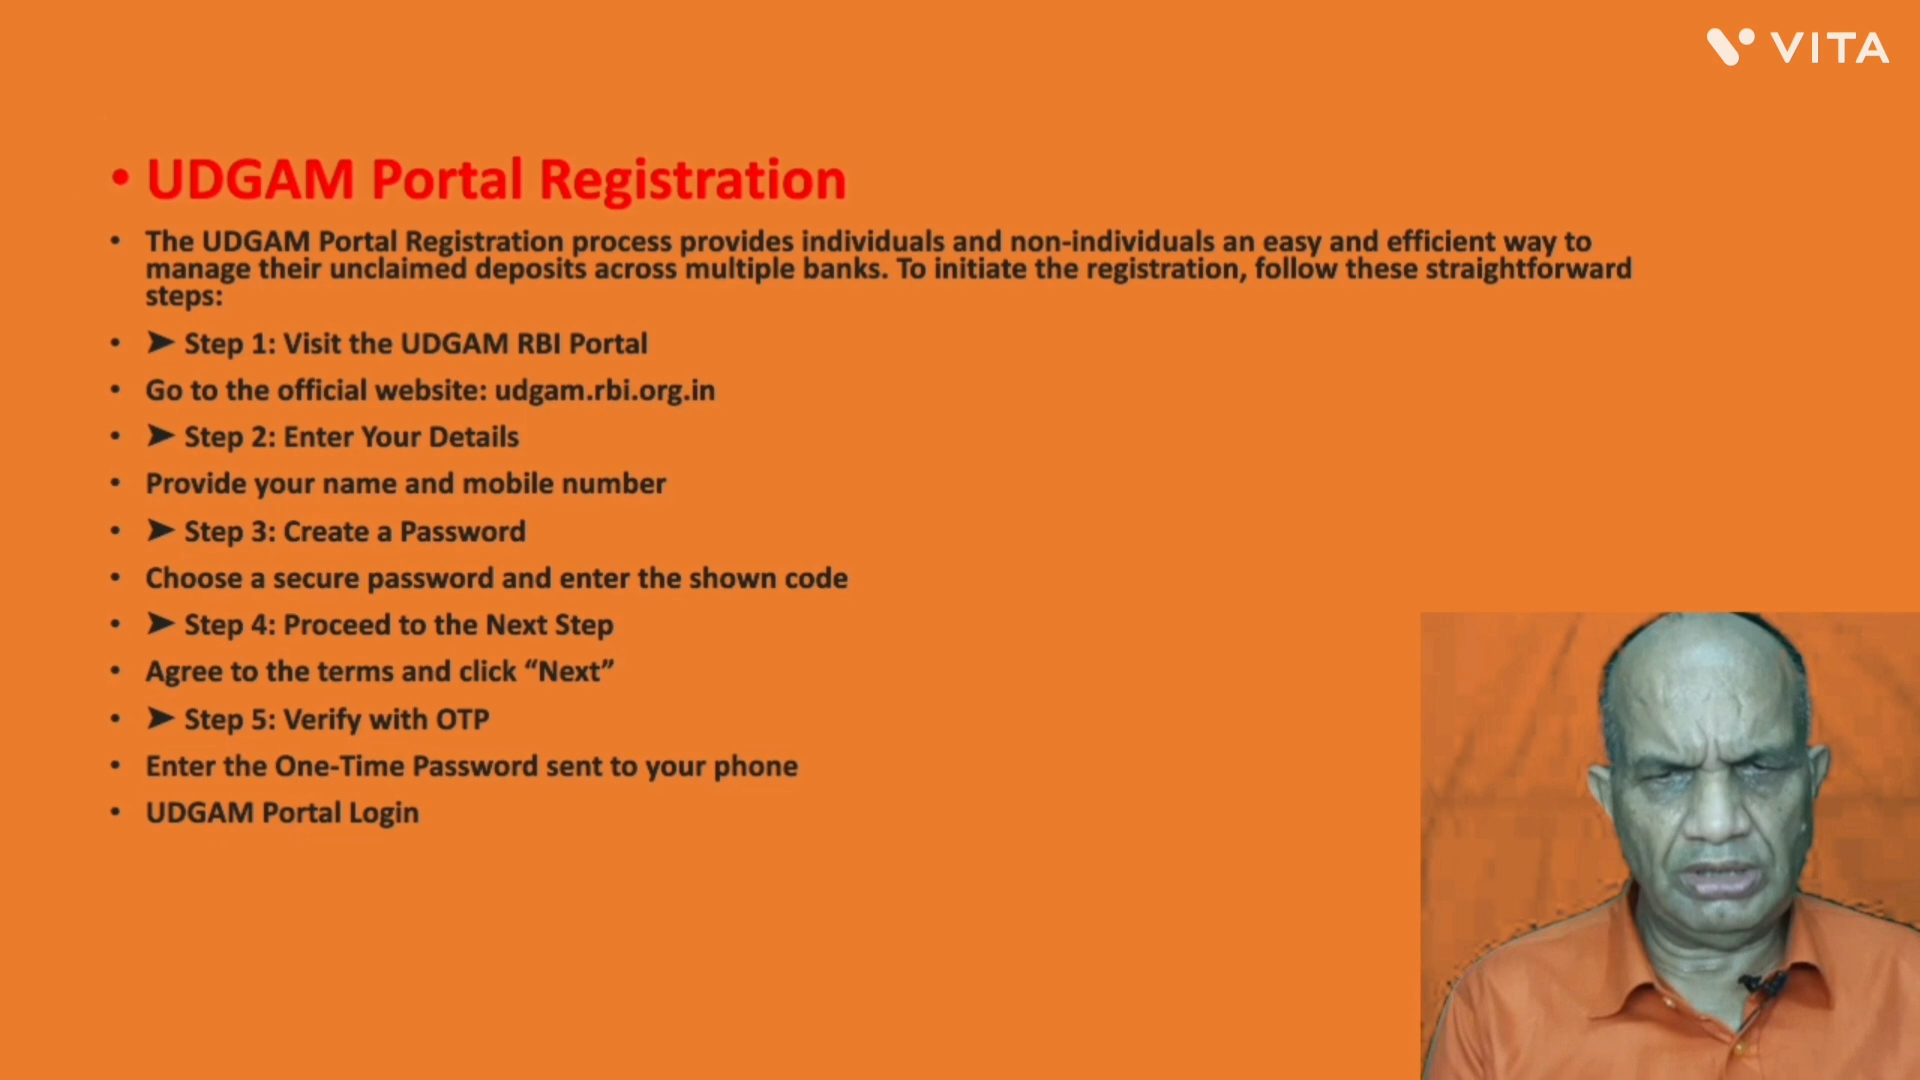 VITA
• UDGAM Portal Registration
• The UDGAM Portal Registration process provides individuals and non-individuals an easy and efficient way to
manage their unclaimed deposits across multiple banks. To initiate the registration, follow these straightforward
steps:
• ➤ Step 1: Visit the UDGAM RBI Portal
• Go to the official website: udgam.rbi.org.in
• ➤ Step 2: Enter Your Details
• Provide your name and mobile number
• ➤ Step 3: Create a Password
• Choose a secure password and enter the shown code
• ➤ Step 4: Proceed to the Next Step
• Agree to the terms and click “Next”
• ➤ Step 5: Verify with OTP
• Enter the One-Time Password sent to your phone
• UDGAM Portal Login